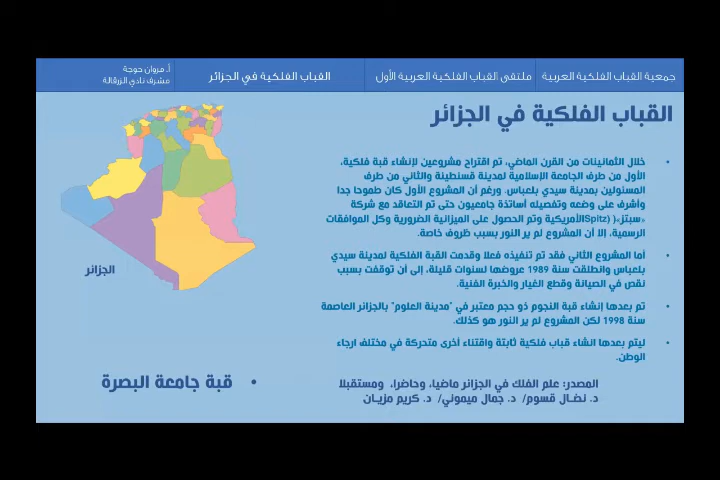 جمعية القباب الفلكية العربية
ملتقى القباب الفلكية العربية الأول
القباب الفلكية في الجزائر
أ. مروان حوحة
مشرف نادي الزرقالة
القباب الفلكية في الجزائر
• خلال الثمانينات من القرن الماضي، تم اقتراح مشروعين لإنشاء قبة فلكية،
الأول من طرف الجامعة الإسلامية لمدينة قسنطينة والثاني من طرف
المسئولين بمدينة سيدي بلعباس. ورغم أن المشروع الأول كان طموحا جدا
وأشرف على وضعه وتفصيله أساتذة جامعيون حتى تم التعاقد مع شركة
«سبتز»( (Spitzالأمريكية وتم الحصول على الميزانية الضرورية وكل الموافقات
الرسمية، إلا أن المشروع لم ير النور بسبب ظروف خاصة.
• أما المشروع الثاني فقد تم تنفيذه فعلا وقدمت القبة الفلكية لمدينة سيدي
بلعباس وانطلقت سنة 1989 عروضها لسنوات قليلة، إلى أن توقفت بسبب
نقص في الصيانة وقطع الغيار والخبرة الفنية.
• تم بعدها إنشاء قبة النجوم ذو حجم معتبر في "مدينة العلوم" بالجزائر العاصمة
سنة 1998 لكن المشروع لم ير النور هو كذلك.
• ليتم بعدها انشاء قباب فلكية ثابتة واقتناء أخرى متحركة في مختلف ارجاء
الوطن.
المصدر: علم الفلك في الجزائر ماضيا، وحاضرا، ومستقبلا
د. نضال قسوم/ د. جمال ميموني/ د. كريم مزيان
الجزائر
• قبة جامعة البصرة